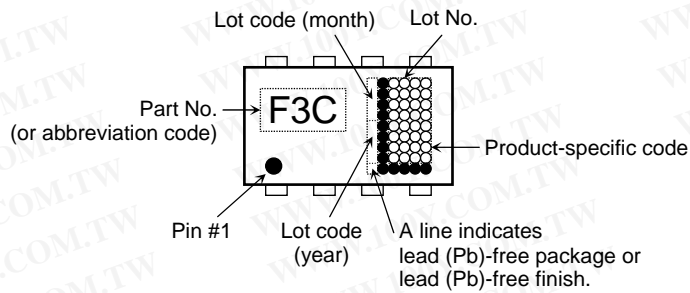 Lot code (month)
Lot No.
Part No.
(or abbreviation code)
F3C
Product-specific code
Pin #1
Lot code
(year)
A line indicates
lead (Pb)-free package or
lead (Pb)-free finish.